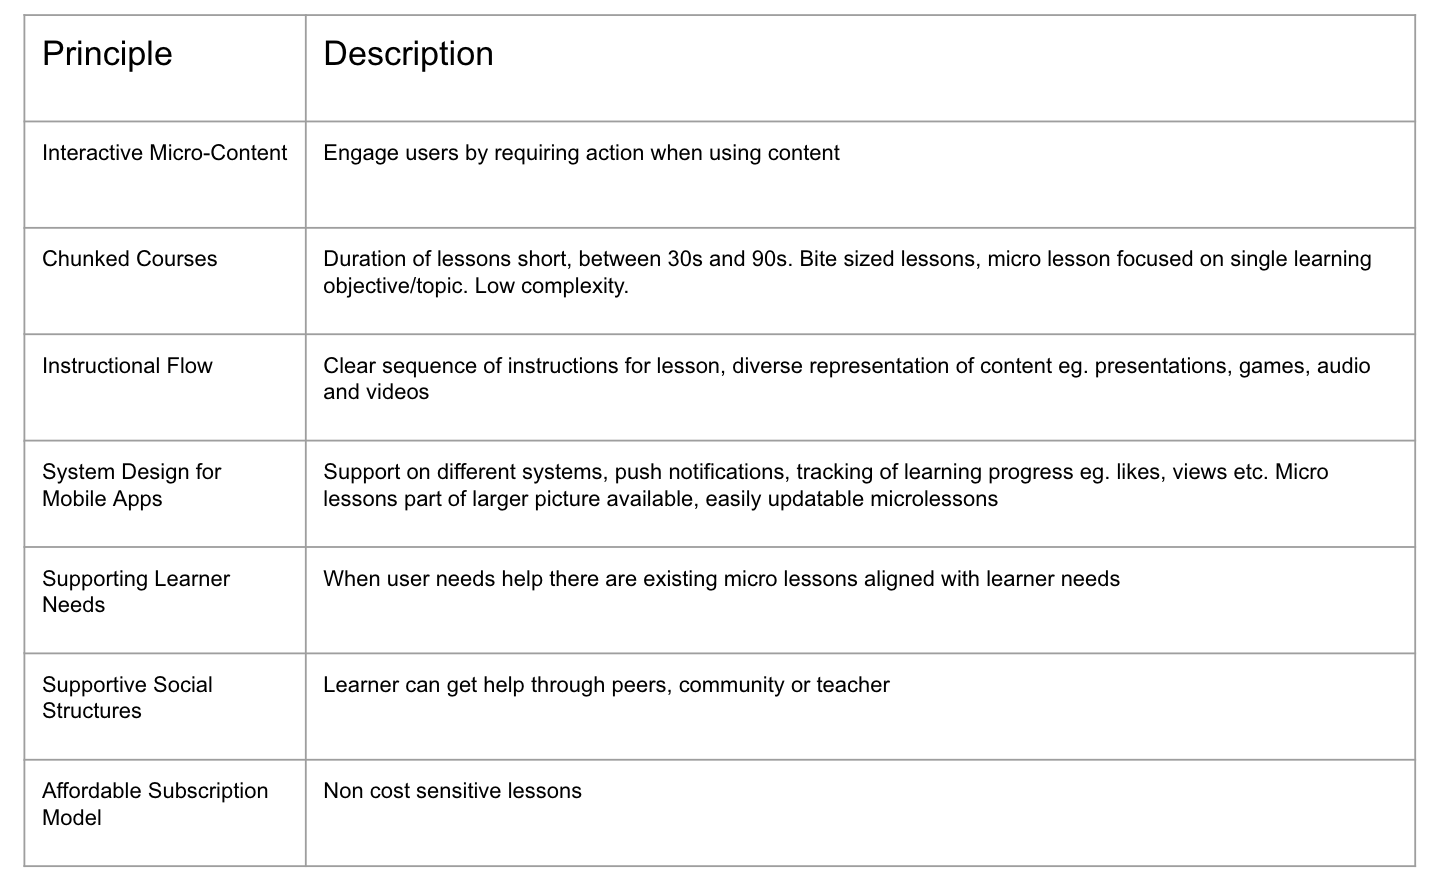 Principle
Description
Interactive Micro-Content
Engage users by requiring action when using content
Chunked Courses
Duration of lessons short, between 30s and 90s. Bite sized lessons, micro lesson focused on single learning
objective/topic. Low complexity.
Instructional Flow
Clear sequence of instructions for lesson, diverse representation of content eg. presentations, games, audio
and videos
System Design for
Mobile Apps
Support on different systems, push notifications, tracking of learning progress eg. likes, views etc. Micro
lessons part of larger picture available, easily updatable microlessons
Supporting Learner
Needs
When user needs help there are existing micro lessons aligned with learner needs
Supportive Social
Structures
Learner can get help through peers, community or teacher
Affordable Subscription
Model
Non cost sensitive lessons